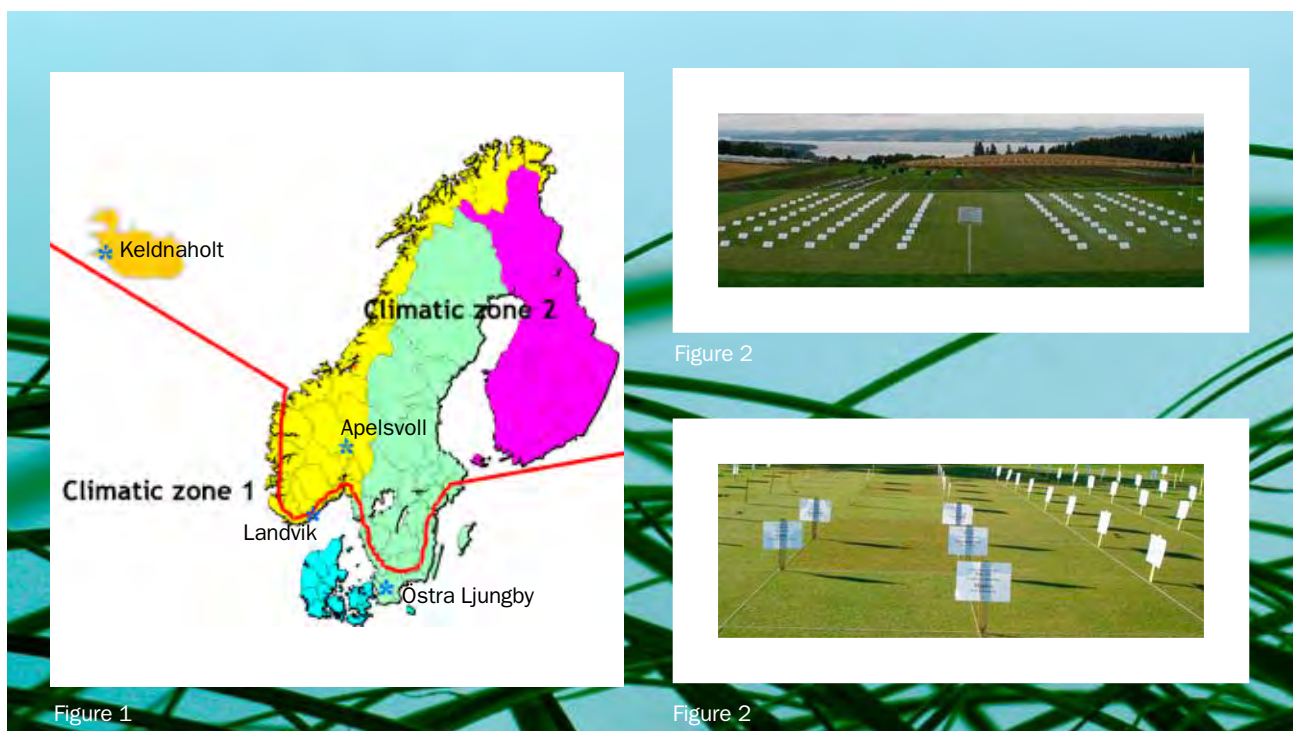 Keldnaholt
Climatic zone 2
Apelsvoll
Climatic zone 1
Landvik
Östra Ljungby
Figure 1
Figure 2
Figure 2